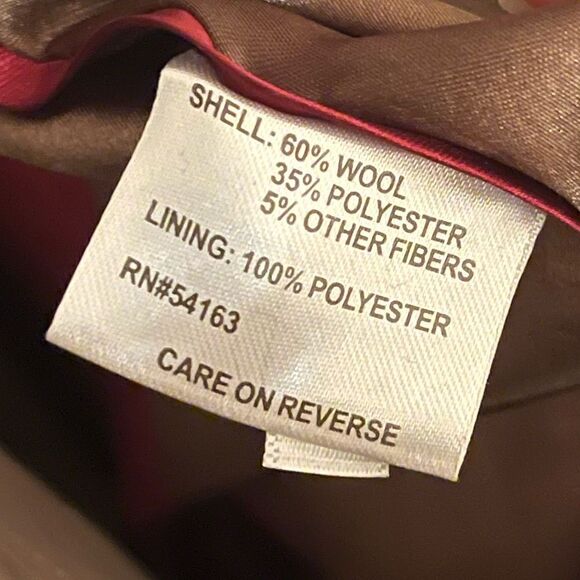 SHELL: 60% WOOL
35% POLYESTER
5% OTHER FIBERS
LINING: 100% POLYESTER
RN#54163
CARE ON REVERSE